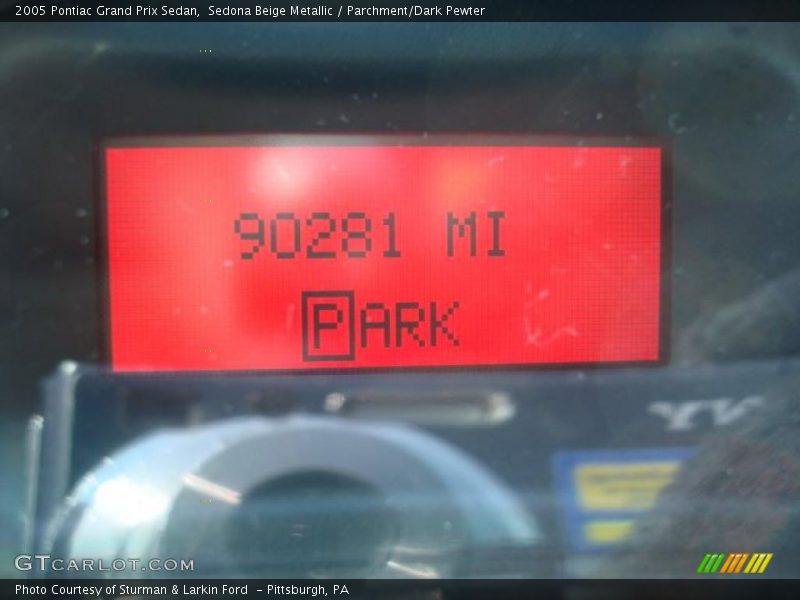 2005 Pontiac Grand Prix Sedan,  Sedona Beige Metallic / Parchment/Dark Pewter
90281 MI
PARK
GTCARLOT.COM
Photo Courtesy of Sturman & Larkin Ford  - Pittsburgh, PA